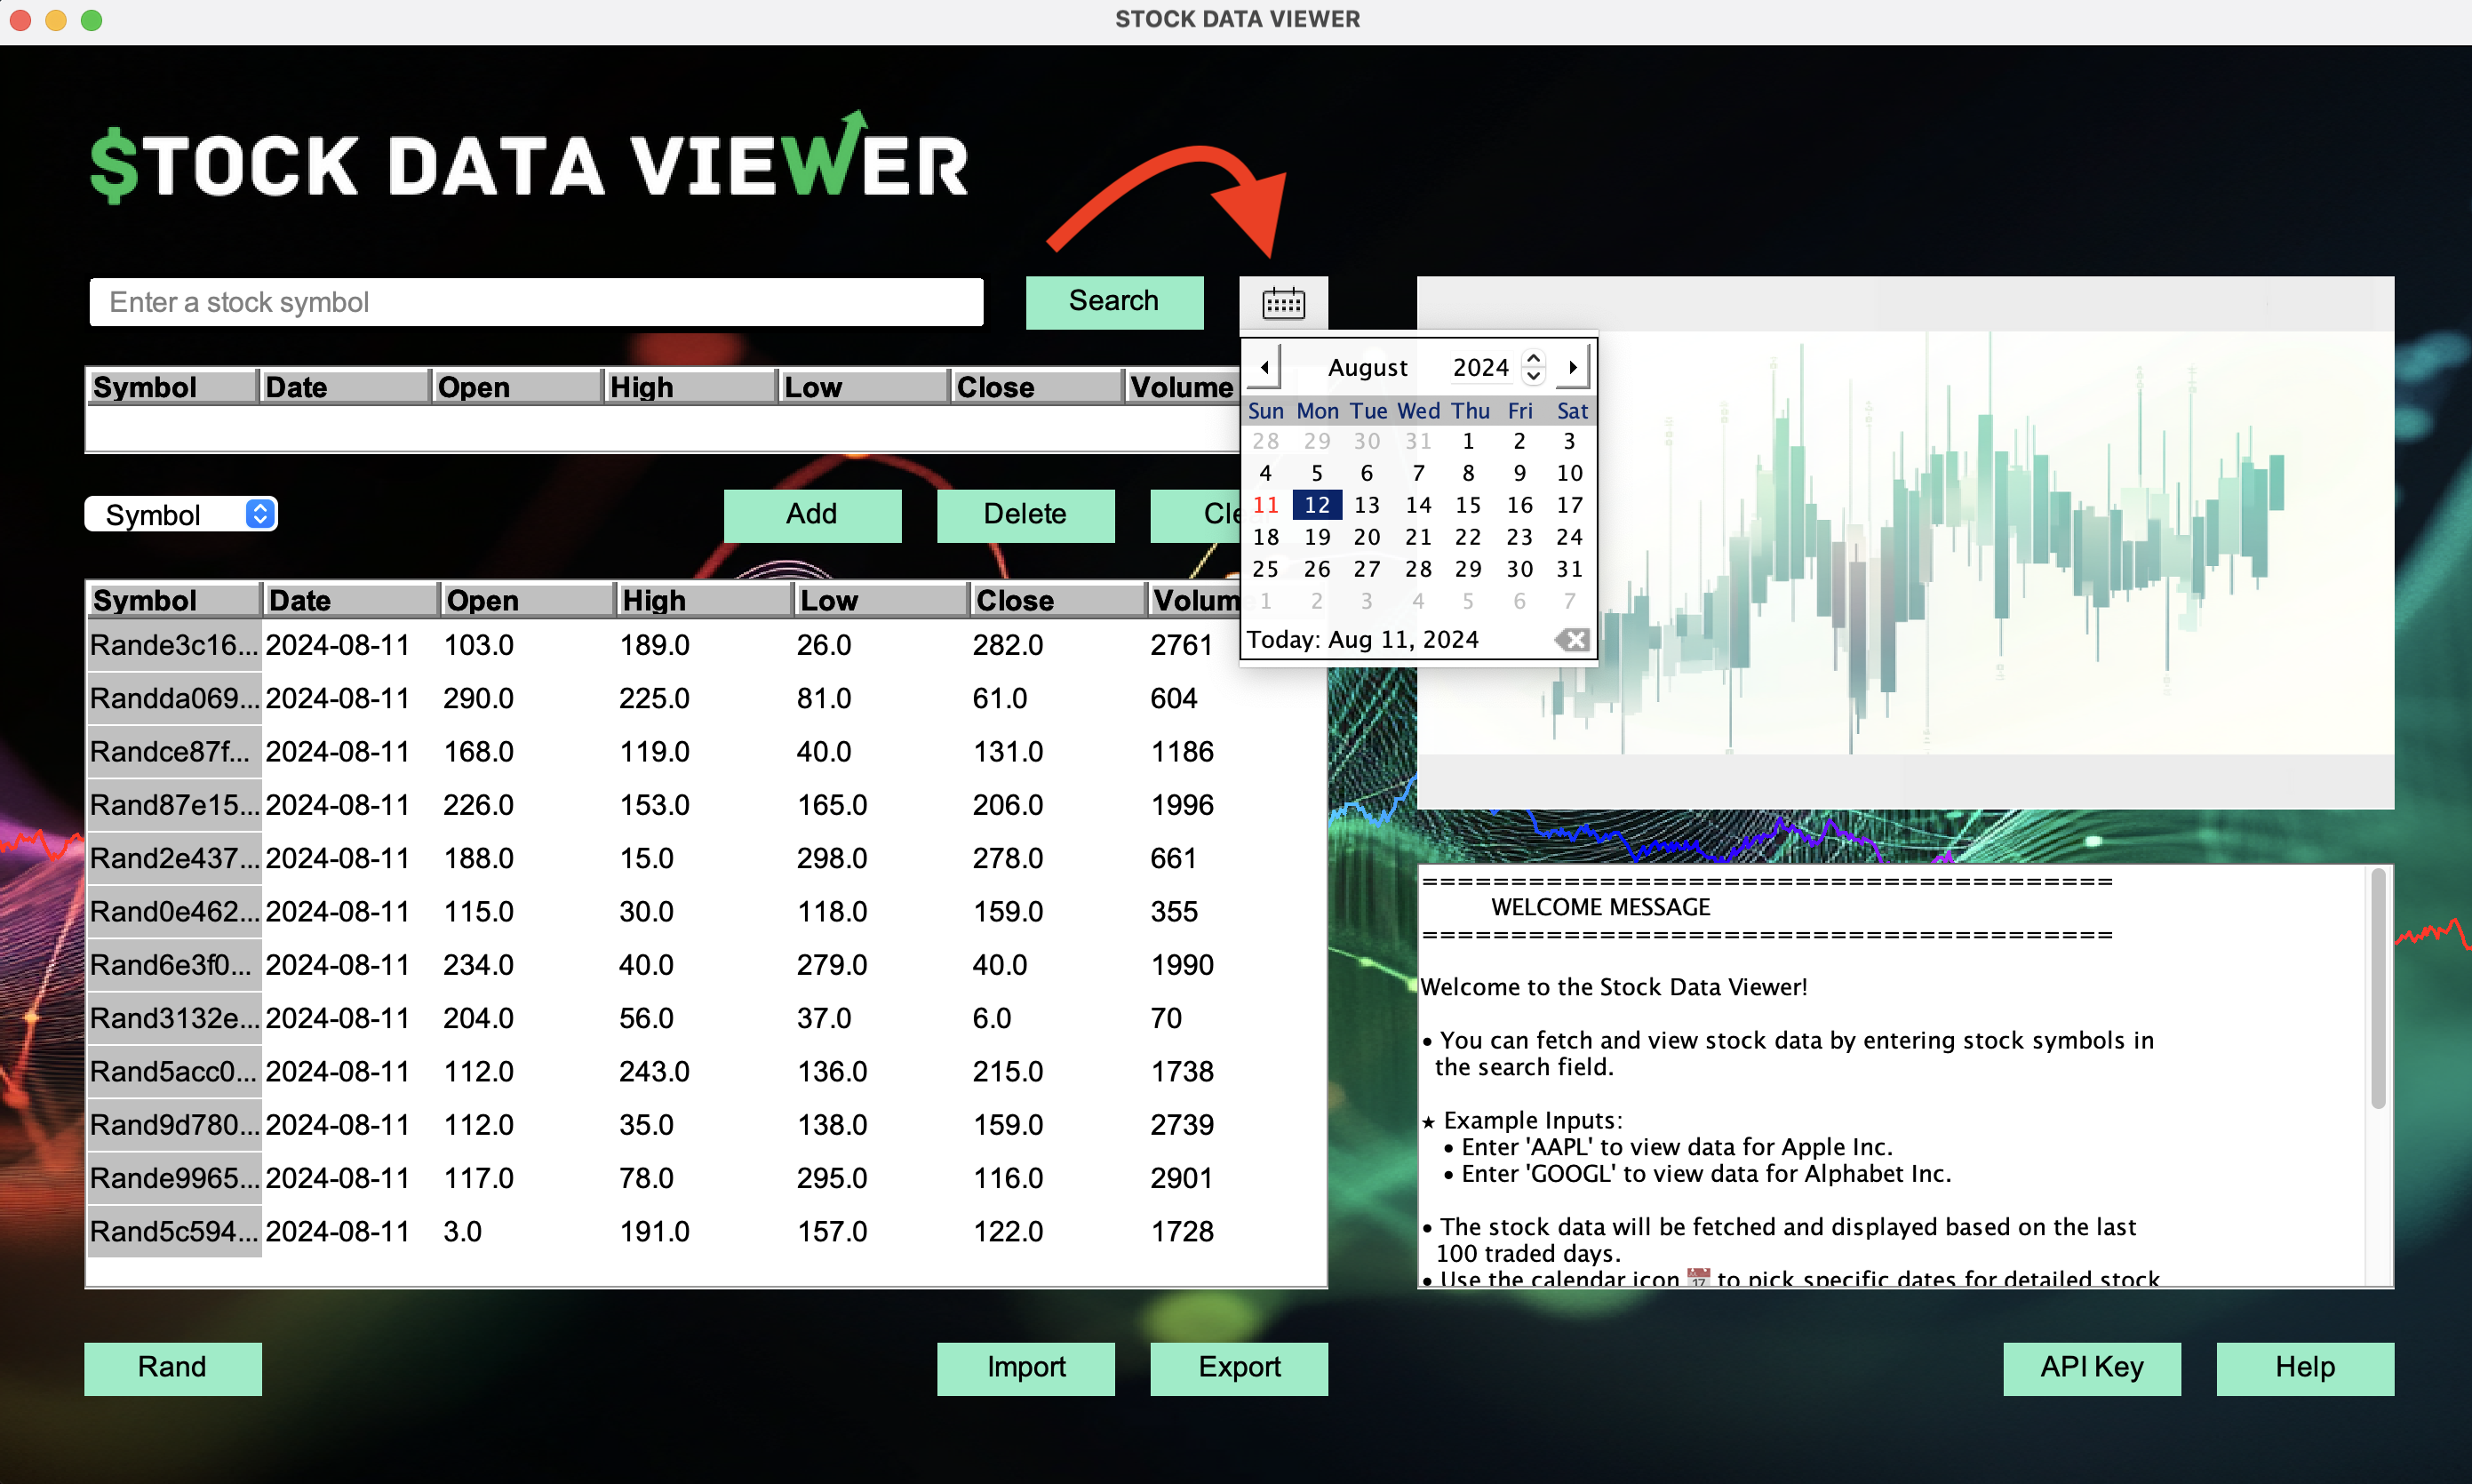 STOCK DATA VIEWER
$TOCK DATA VIEWER
Enter a stock symbol
Search
Symbol Date Open High Low Close Volume
Symbol
Add Delete Cle
August 2024
Sun Mon Tue Wed Thu Fri Sat
28 29 30 31 1 2 3
4 5 6 7 8 9 10
11 12 13 14 15 16 17
18 19 20 21 22 23 24
25 26 27 28 29 30 31
1 2 3 4 5 6 7
Today: Aug 11, 2024
Symbol Date Open High Low Close Volum
Rande3c16... 2024-08-11 103.0 189.0 26.0 282.0 2761
Randda069... 2024-08-11 290.0 225.0 81.0 61.0 604
Randce87f... 2024-08-11 168.0 119.0 40.0 131.0 1186
Rand87e15... 2024-08-11 226.0 153.0 165.0 206.0 1996
Rand2e437... 2024-08-11 188.0 15.0 298.0 278.0 661
Rand0e462... 2024-08-11 115.0 30.0 118.0 159.0 355
Rand6e3f0... 2024-08-11 234.0 40.0 279.0 40.0 1990
Rand3132e... 2024-08-11 204.0 56.0 37.0 6.0 70
Rand5acc0... 2024-08-11 112.0 243.0 136.0 215.0 1738
Rand9d780... 2024-08-11 112.0 35.0 138.0 159.0 2739
Rande9965... 2024-08-11 117.0 78.0 295.0 116.0 2901
Rand5c594... 2024-08-11 3.0 191.0 157.0 122.0 1728
=======================================
WELCOME MESSAGE
=======================================
Welcome to the Stock Data Viewer!
• You can fetch and view stock data by entering stock symbols in
the search field.
★ Example Inputs:
• Enter 'AAPL' to view data for Apple Inc.
• Enter 'GOOGL' to view data for Alphabet Inc.
• The stock data will be fetched and displayed based on the last
100 traded days.
• Use the calendar icon 📅 to pick specific dates for detailed stock
Rand Import Export API Key Help